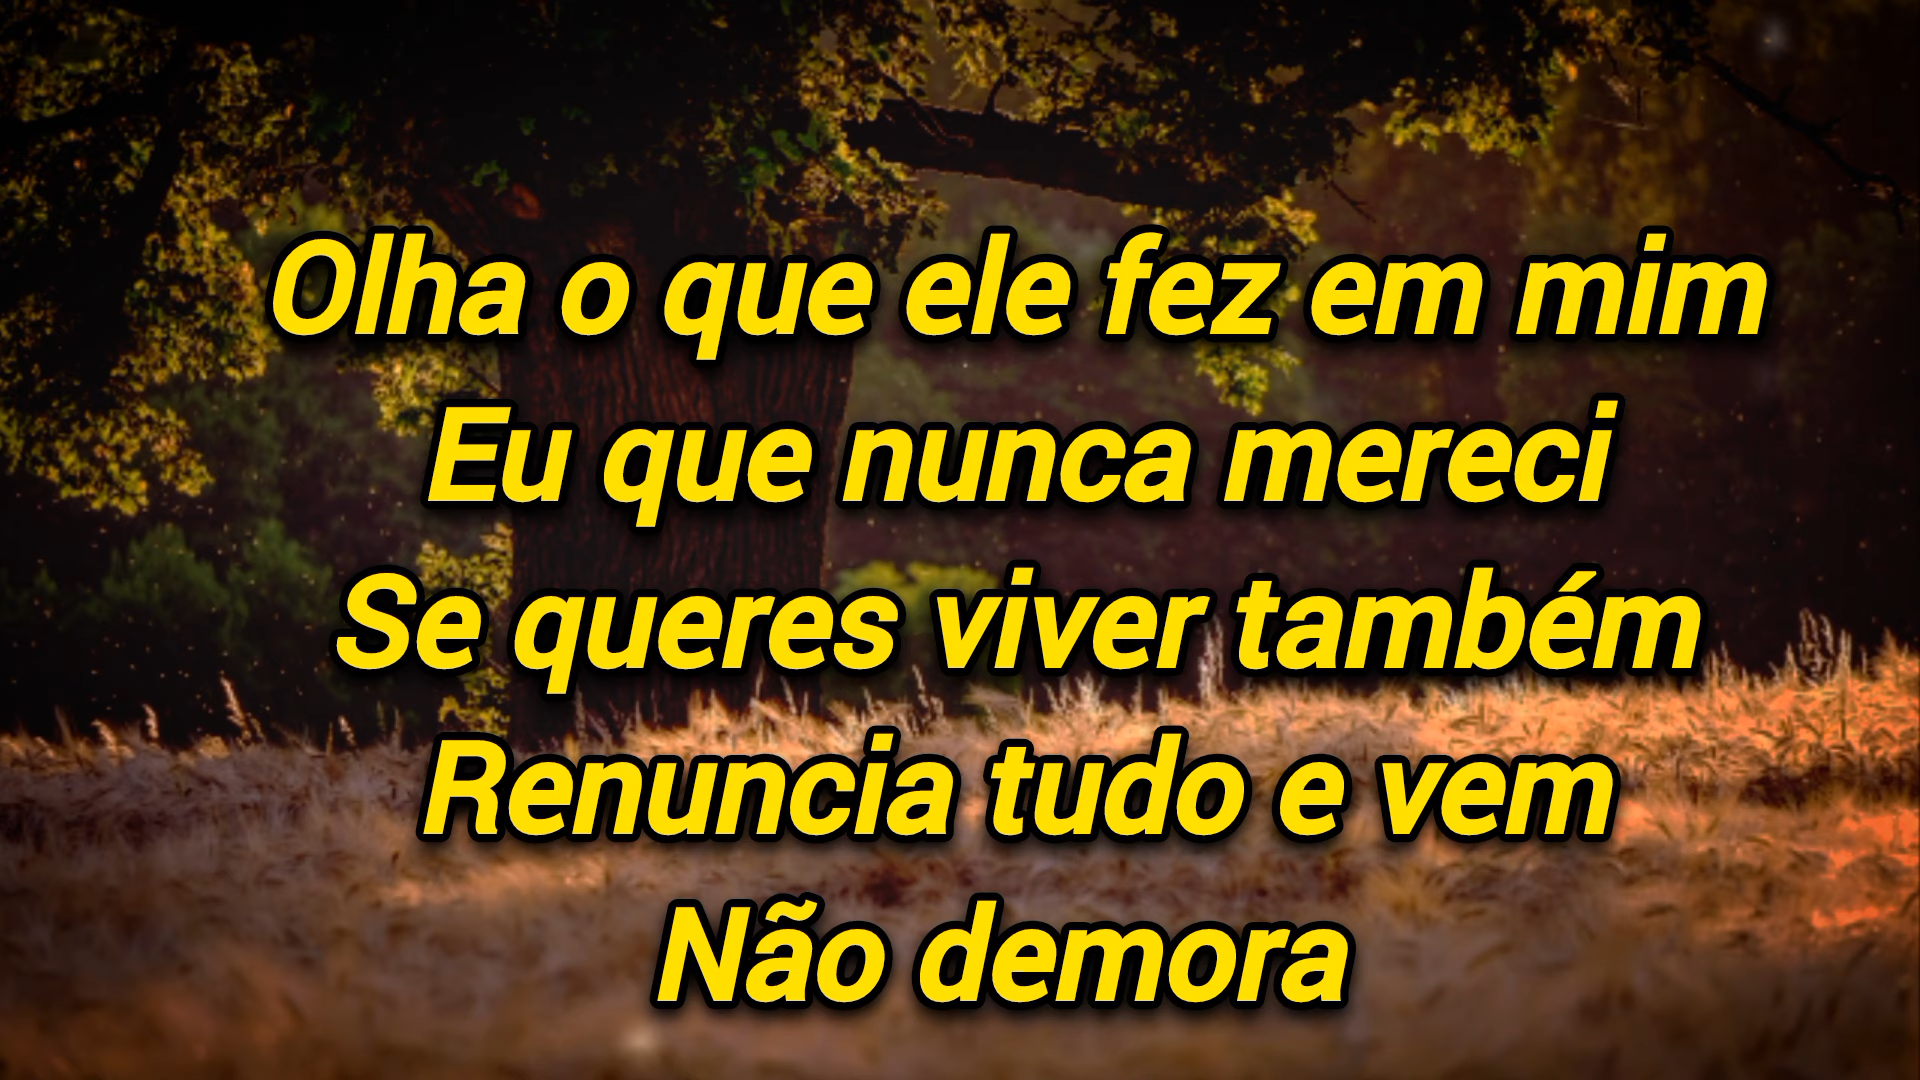 Olha o que ele fez em mim
Eu que nunca mereci
Se queres viver também
Renuncia tudo e vem
Não demora